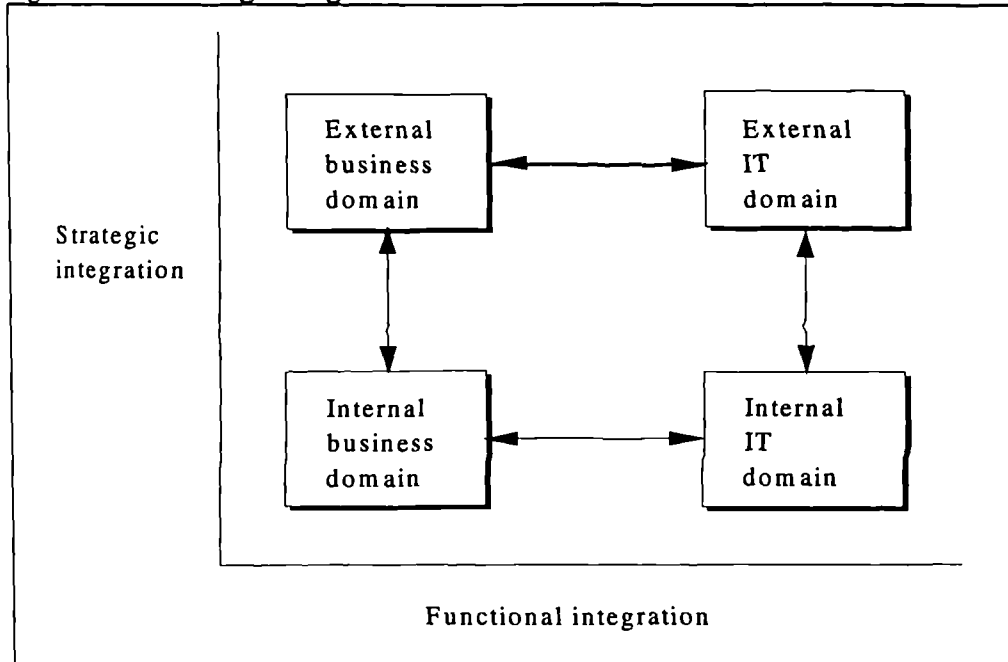 External
business
domain
External
IT
domain
Strategic
integration
Internal
business
domain
Internal
IT
domain
Functional integration